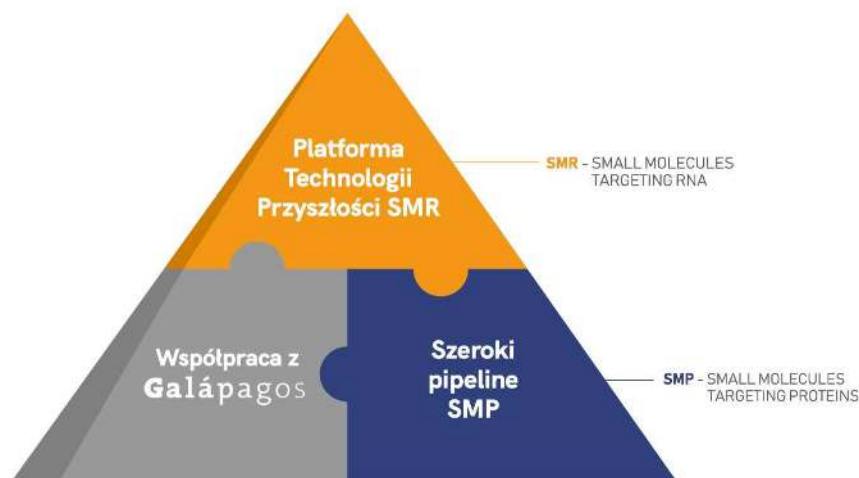 Platforma
Technologii
Przyszłości SMR
SMR - SMALL MOLECULES
TARGETING RNA
Współpraca z
Galápagos
Szeroki
pipeline
SMP
SMP - SMALL MOLECULES
TARGETING PROTEINS